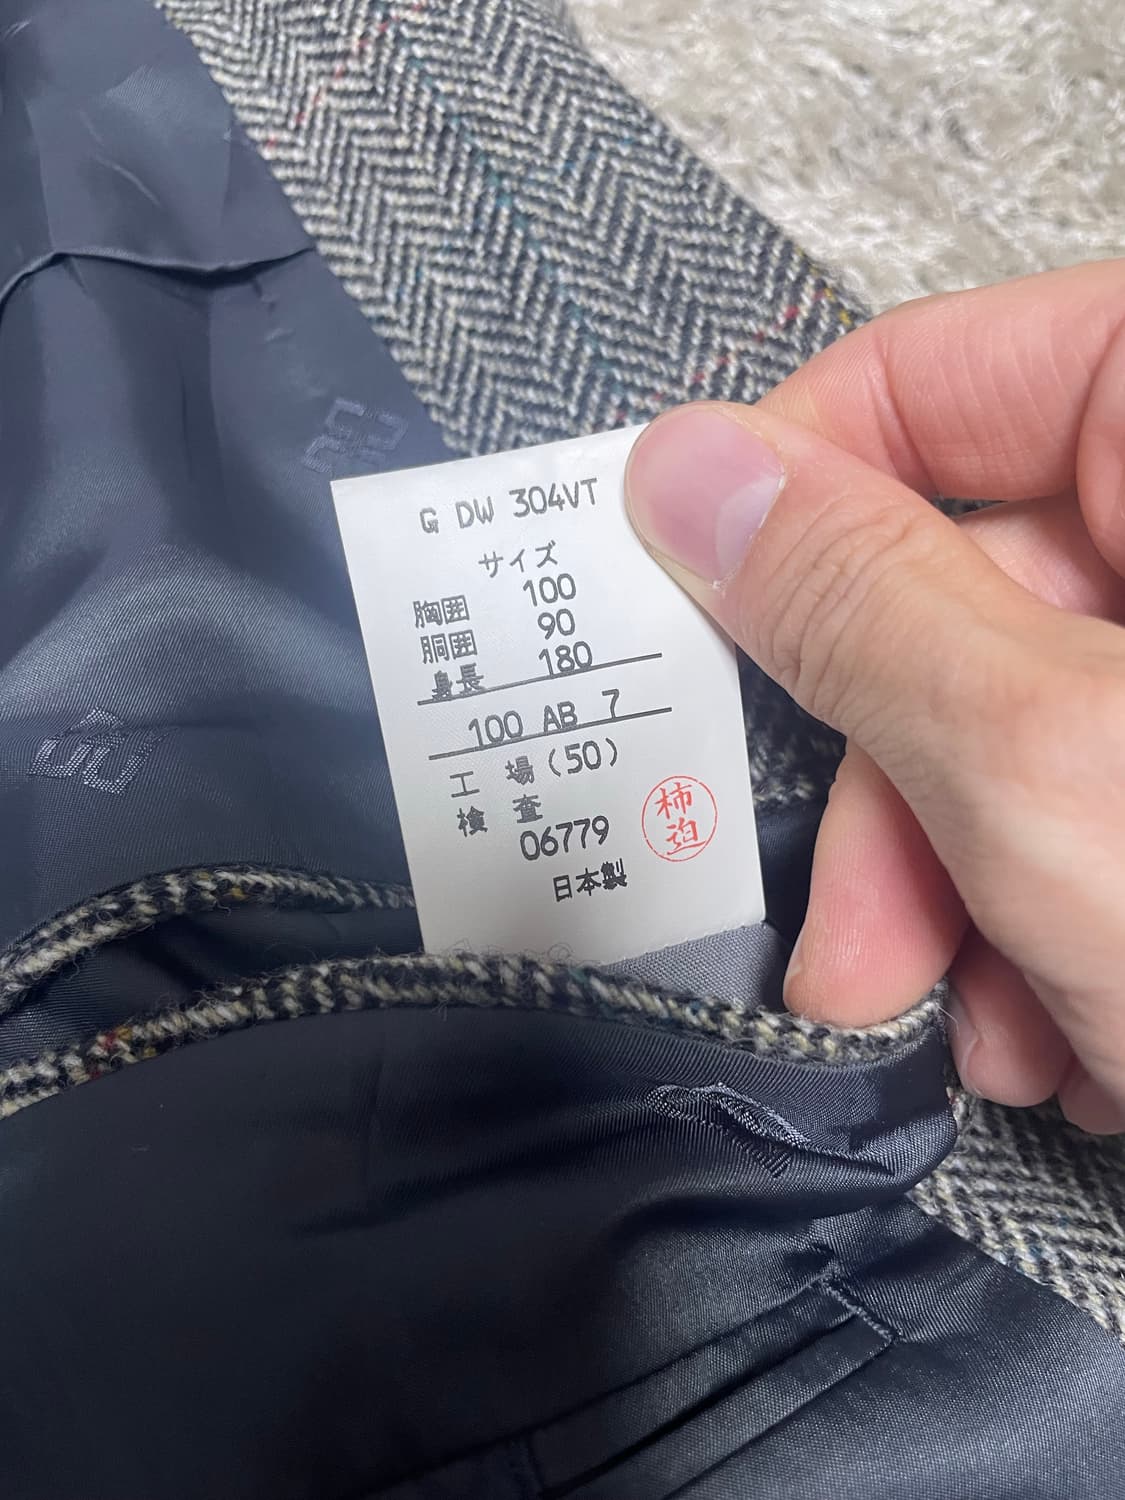 G DW 304VT
サイズ
胸囲 100
胴囲 90
身長 180
100 AB 7
工 場(50)
検 査
06779
柿迫
日本製